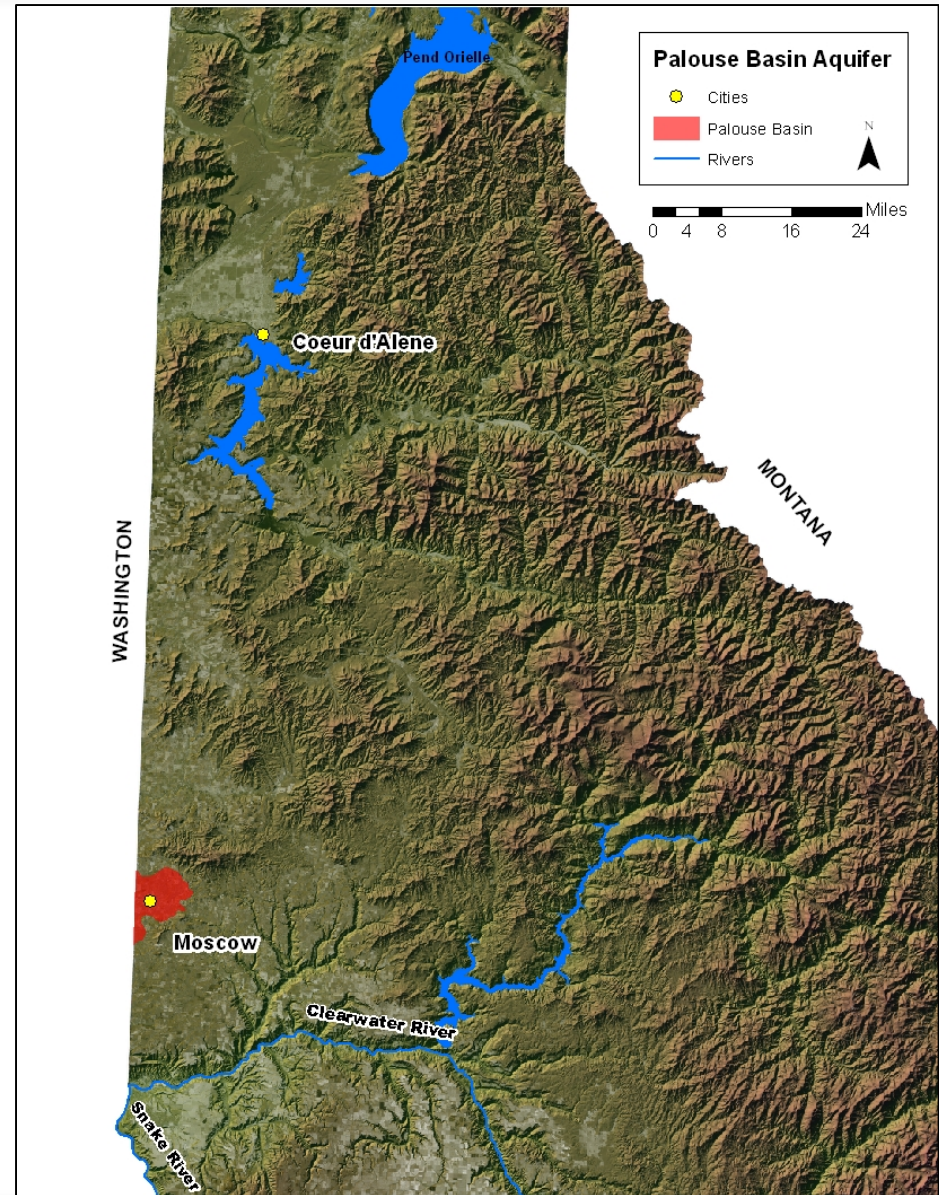 Pend Orielle
Palouse Basin Aquifer
Cities
Palouse Basin
Rivers
N
Miles
0 4 8 16 24
Coeur d'Alene
MONTANA
WASHINGTON
Moscow
Clearwater River
Snake River